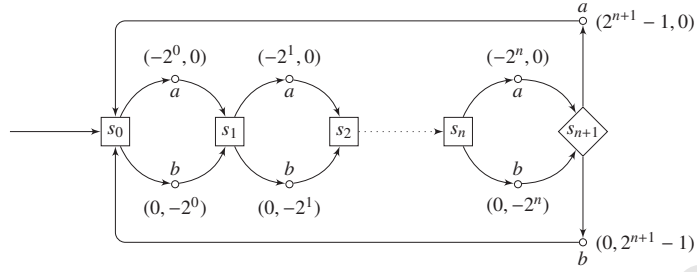 a (2^{n+1} − 1, 0)
(−2^0, 0) (−2^1, 0) (−2^n, 0)
a a a
s_0 s_1 s_2 s_n s_{n+1}
b b b
(0, −2^0) (0, −2^1) (0, −2^n)
(0, 2^{n+1} − 1)
b